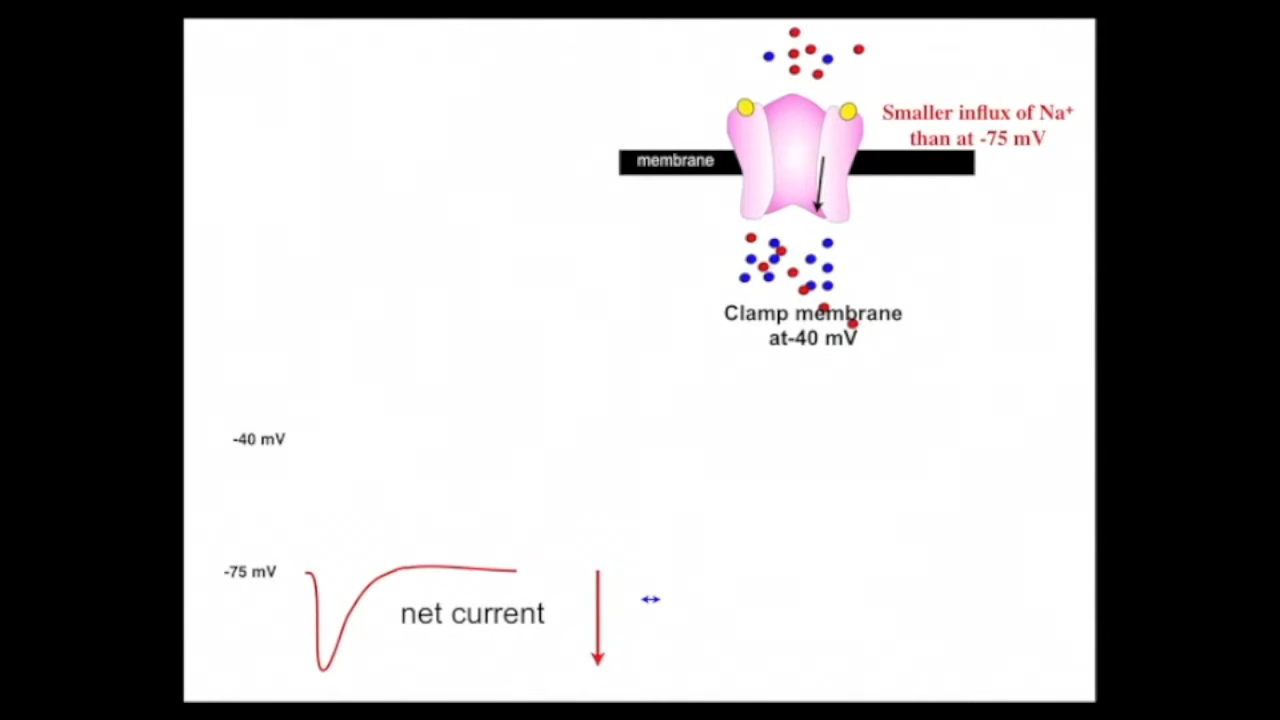 Smaller influx of Na⁺
than at -75 mV
membrane
Clamp membrane
at-40 mV
-40 mV
-75 mV
net current